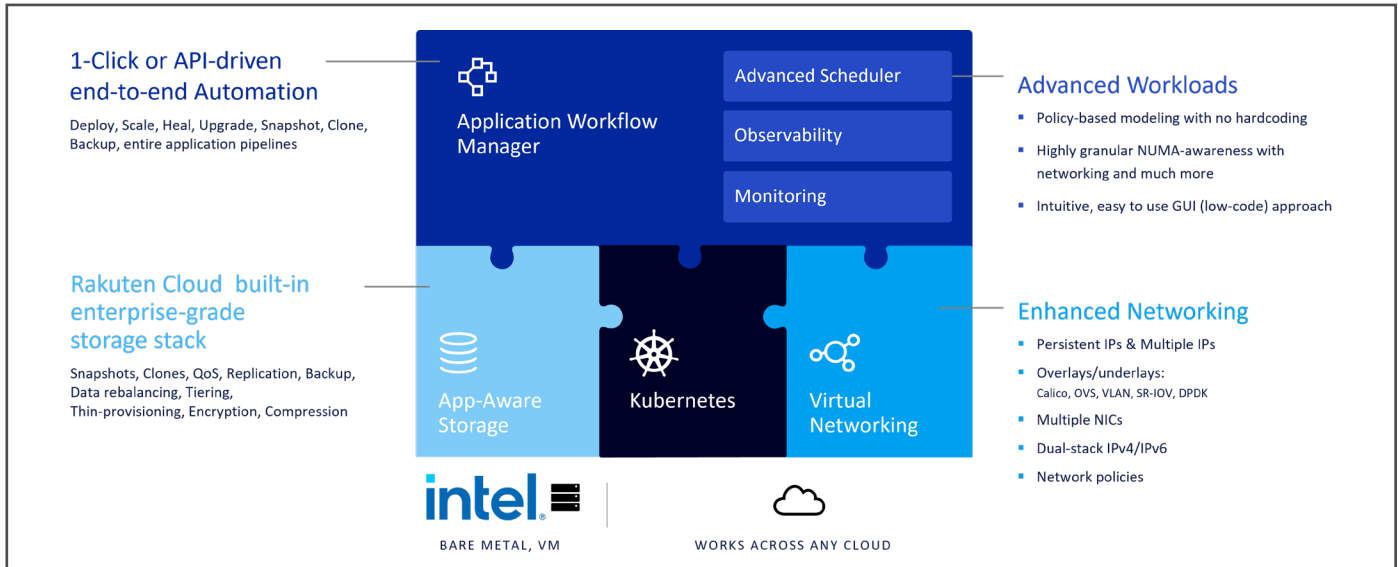 1-Click or API-driven
end-to-end Automation
Deploy, Scale, Heal, Upgrade, Snapshot, Clone,
Backup, entire application pipelines
Rakuten Cloud built-in
enterprise-grade
storage stack
Snapshots, Clones, QoS, Replication, Backup,
Data rebalancing, Tiering,
Thin-provisioning, Encryption, Compression
Application Workflow
Manager
Advanced Scheduler
Observability
Monitoring
App-Aware
Storage
Kubernetes
Virtual
Networking
intel.
BARE METAL, VM
WORKS ACROSS ANY CLOUD
Advanced Workloads
▪ Policy-based modeling with no hardcoding
▪ Highly granular NUMA-awareness with
networking and much more
▪ Intuitive, easy to use GUI (low-code) approach
Enhanced Networking
▪ Persistent IPs & Multiple IPs
▪ Overlays/underlays:
Calico, OVS, VLAN, SR-IOV, DPDK
▪ Multiple NICs
▪ Dual-stack IPv4/IPv6
▪ Network policies